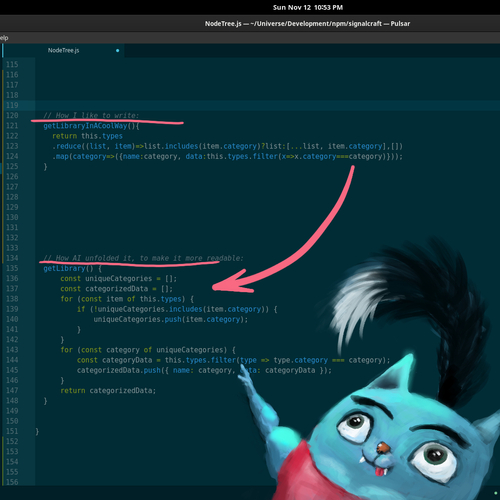 Sun Nov 12 10:53 PM
NodeTree.js — ~/Universe/Development/npm/signalcraft — Pulsar
elp
NodeTree.js
115
116
117
118
119
120 // How I like to write:
121 getLibraryInACoolWay(){
122 return this.types
123 .reduce((list, item)=>list.includes(item.category)?list:[...list, item.category],[])
124 .map(category=>({name:category, data:this.types.filter(x=>x.category===category)}));
125 }
126
127
128
129
130
131
132
133
134 // How AI unfolded it, to make it more readable:
135 getLibrary() {
136 const uniqueCategories = [];
137 const categorizedData = [];
138 for (const item of this.types) {
139 if (!uniqueCategories.includes(item.category)) {
140 uniqueCategories.push(item.category);
141 }
142 }
143 for (const category of uniqueCategories) {
144 const categoryData = this.types.filter(type => type.category === category);
145 categorizedData.push({ name: category, ata: categoryData });
146 }
147 return categorizedData;
148 }
149
150
151 }
152
153
154
155
156